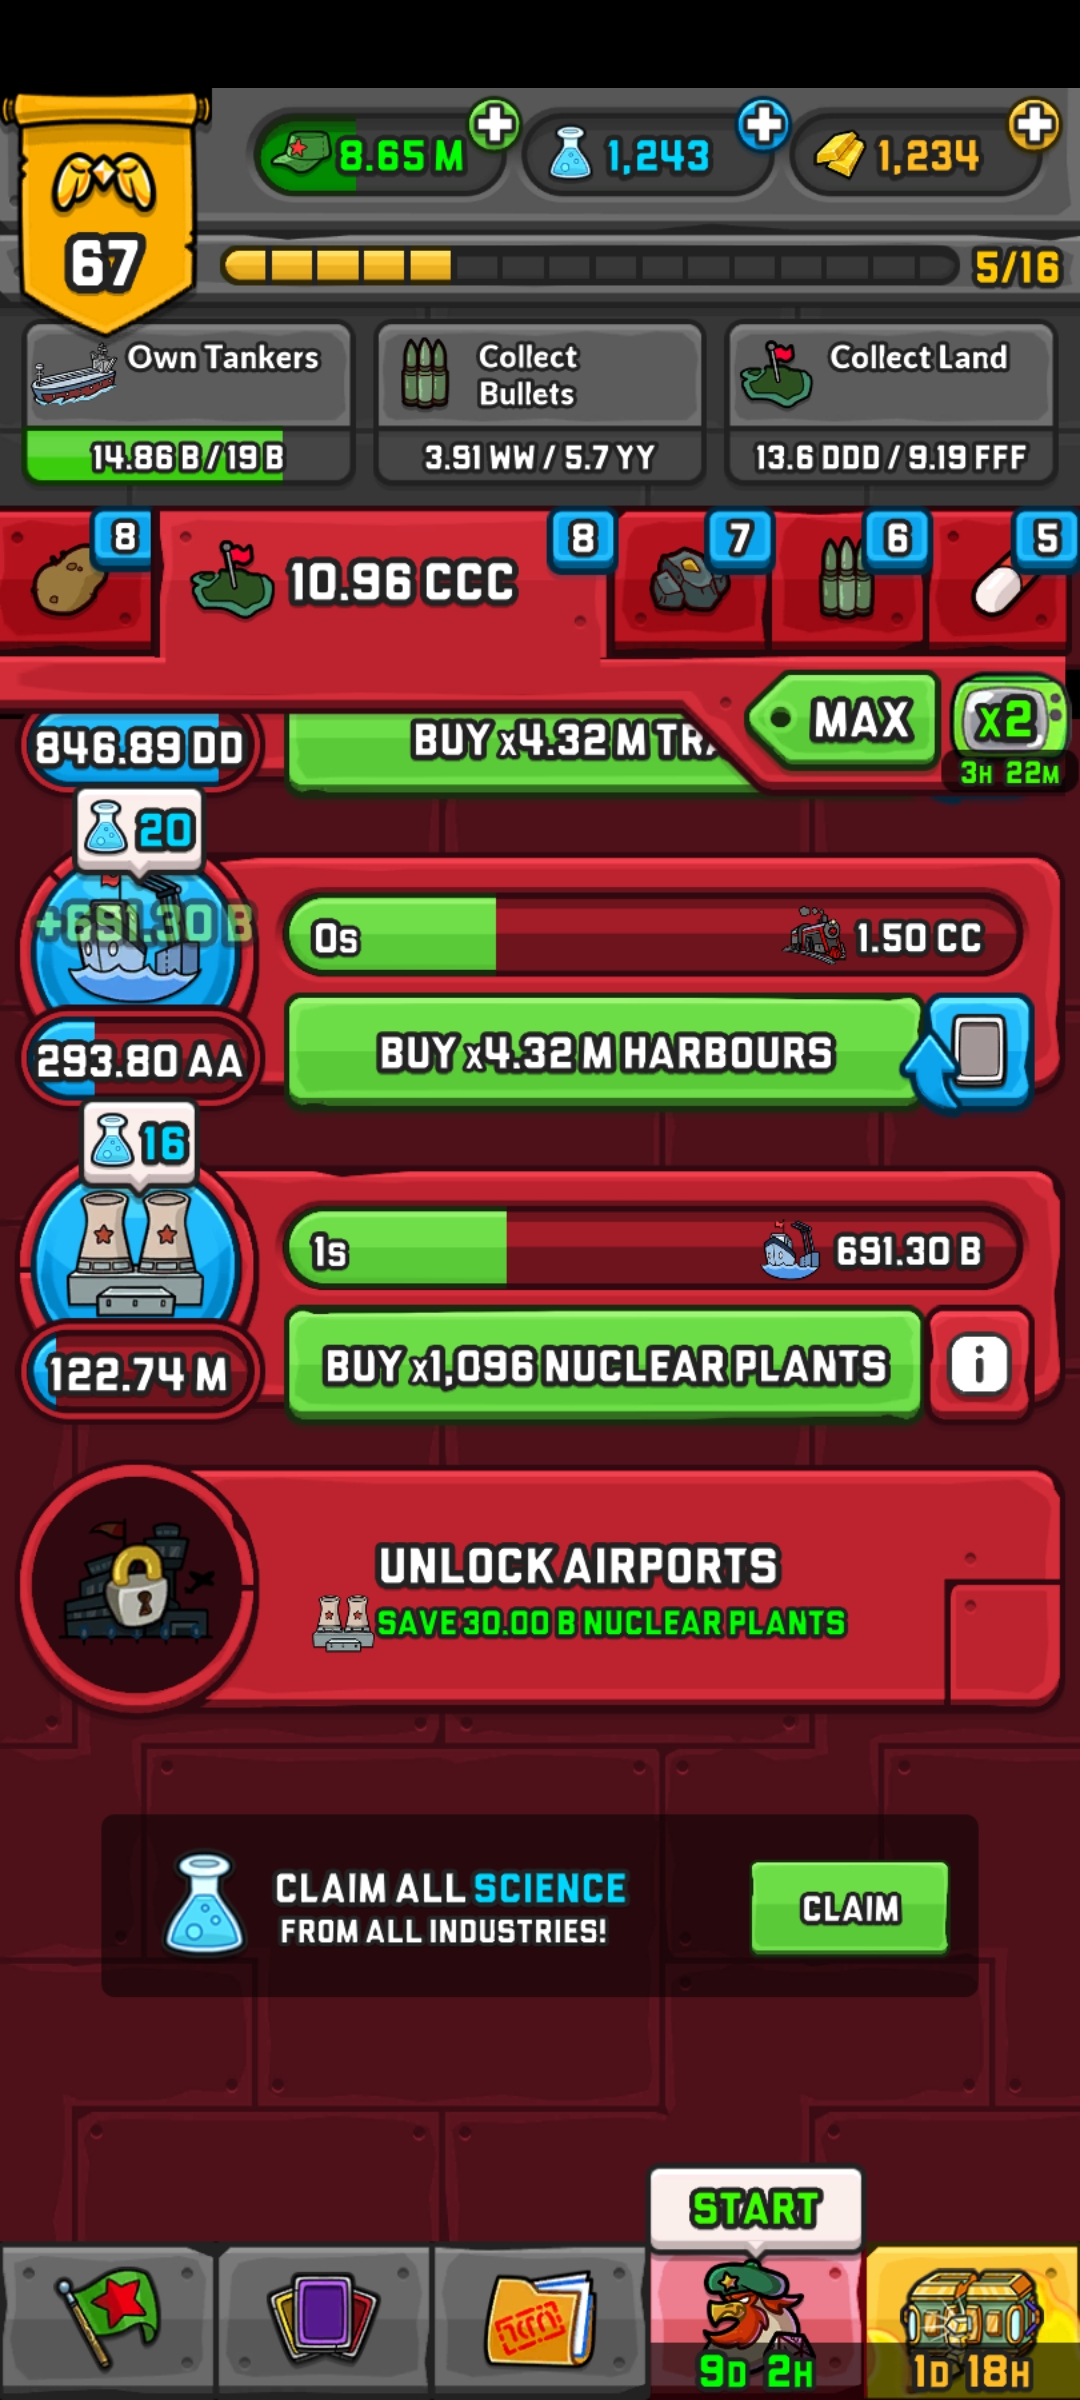 8.65 M
1,243
1,234
67
5/16
Own Tankers
14.86 B / 19 B
Collect
Bullets
3.91 WW / 5.7 YY
Collect Land
13.6 DDD / 9.19 FFF
8
10.96 CCC
8
7
6
5
846.89 DD
BUY x4.32 M
MAX
x2
3H 22M
20
+691.30 B
0s
1.50 CC
293.80 AA
BUY x4.32 M HARBOURS
16
1s
691.30 B
122.74 M
BUY x1,096 NUCLEAR PLANTS
i
UNLOCK AIRPORTS
SAVE 30.00 B NUCLEAR PLANTS
CLAIM ALL SCIENCE
FROM ALL INDUSTRIES!
CLAIM
START
9D 2H
1D 18H